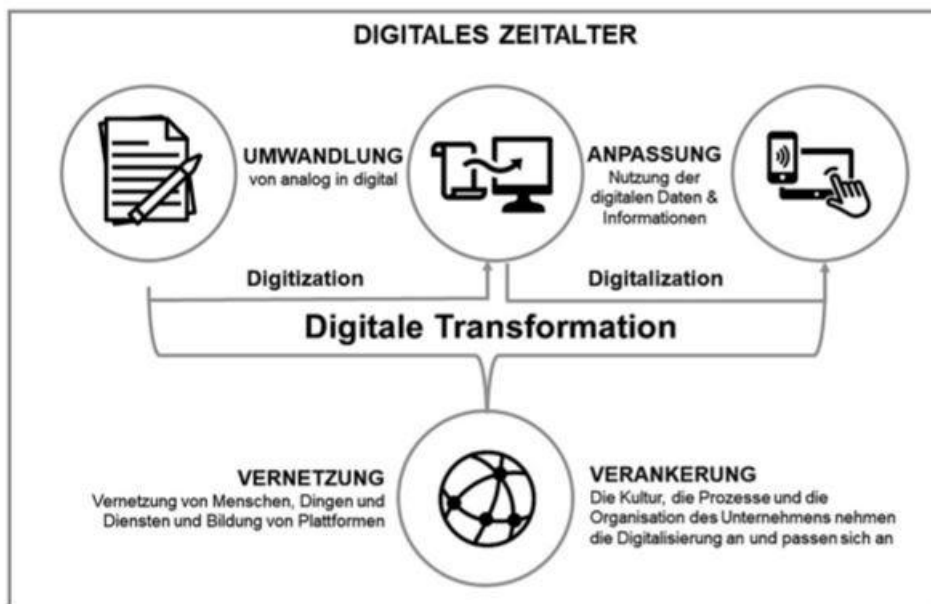 DIGITALES ZEITALTER
UMWANDLUNG
von analog in digital
ANPASSUNG
Nutzung der
digitalen Daten &
Informationen
Digitization
Digitalization
Digitale Transformation
VERNETZUNG
Vernetzung von Menschen, Dingen und
Diensten und Bildung von Plattformen
VERANKERUNG
Die Kultur, die Prozesse und die
Organisation des Unternehmens nehmen
die Digitalisierung an und passen sich an